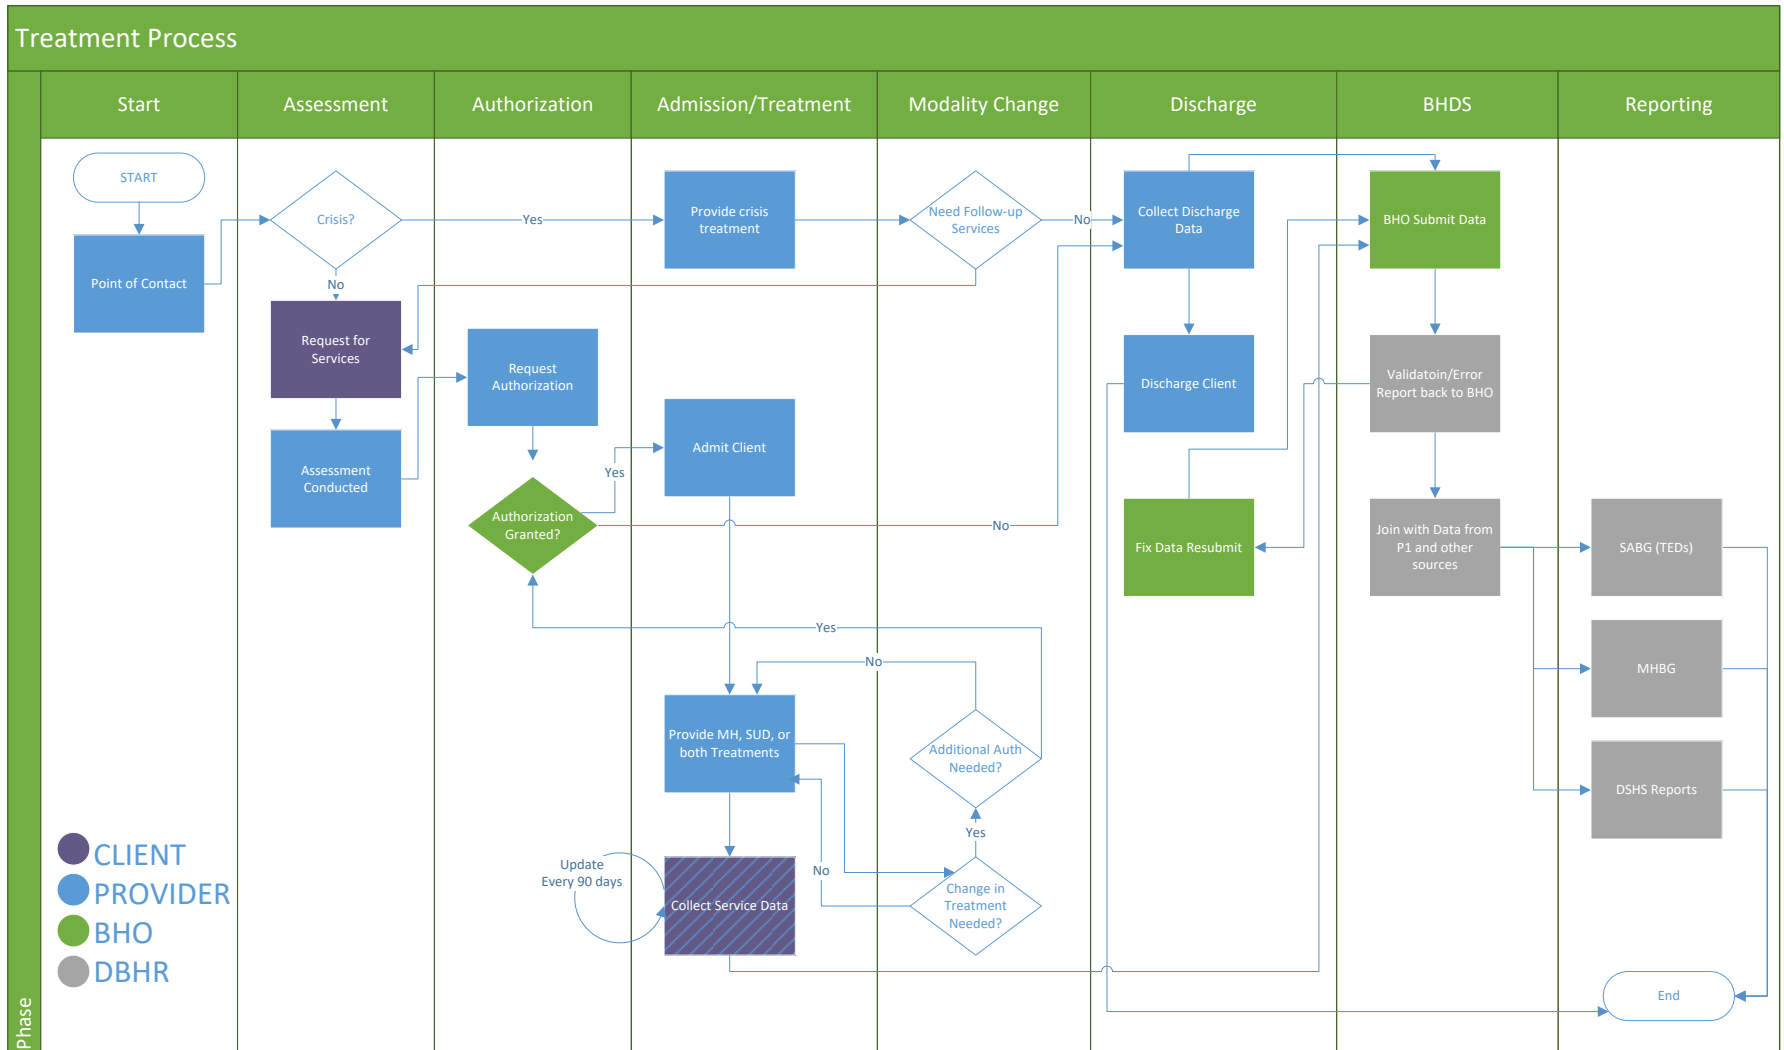 Treatment Process
Phase
Start
Assessment
Authorization
Admission/Treatment
Modality Change
Discharge
BHDS
Reporting
START
Point of Contact
Crisis?
Yes
No
Request for
Services
Assessment
Conducted
Request
Authorization
Authorization
Granted?
Yes
No
Provide crisis
treatment
Admit Client
Provide MH, SUD, or
both Treatments
Collect Service Data
Update
Every 90 days
Need Follow-up
Services
No
Yes
No
Additional Auth
Needed?
Yes
No
Change in
Treatment
Needed?
Collect Discharge
Data
Discharge Client
Fix Data Resubmit
BHO Submit Data
Validatoin/Error
Report back to BHO
Join with Data from
P1 and other
sources
SABG (TEDs)
MHBG
DSHS Reports
End
CLIENT
PROVIDER
BHO
DBHR